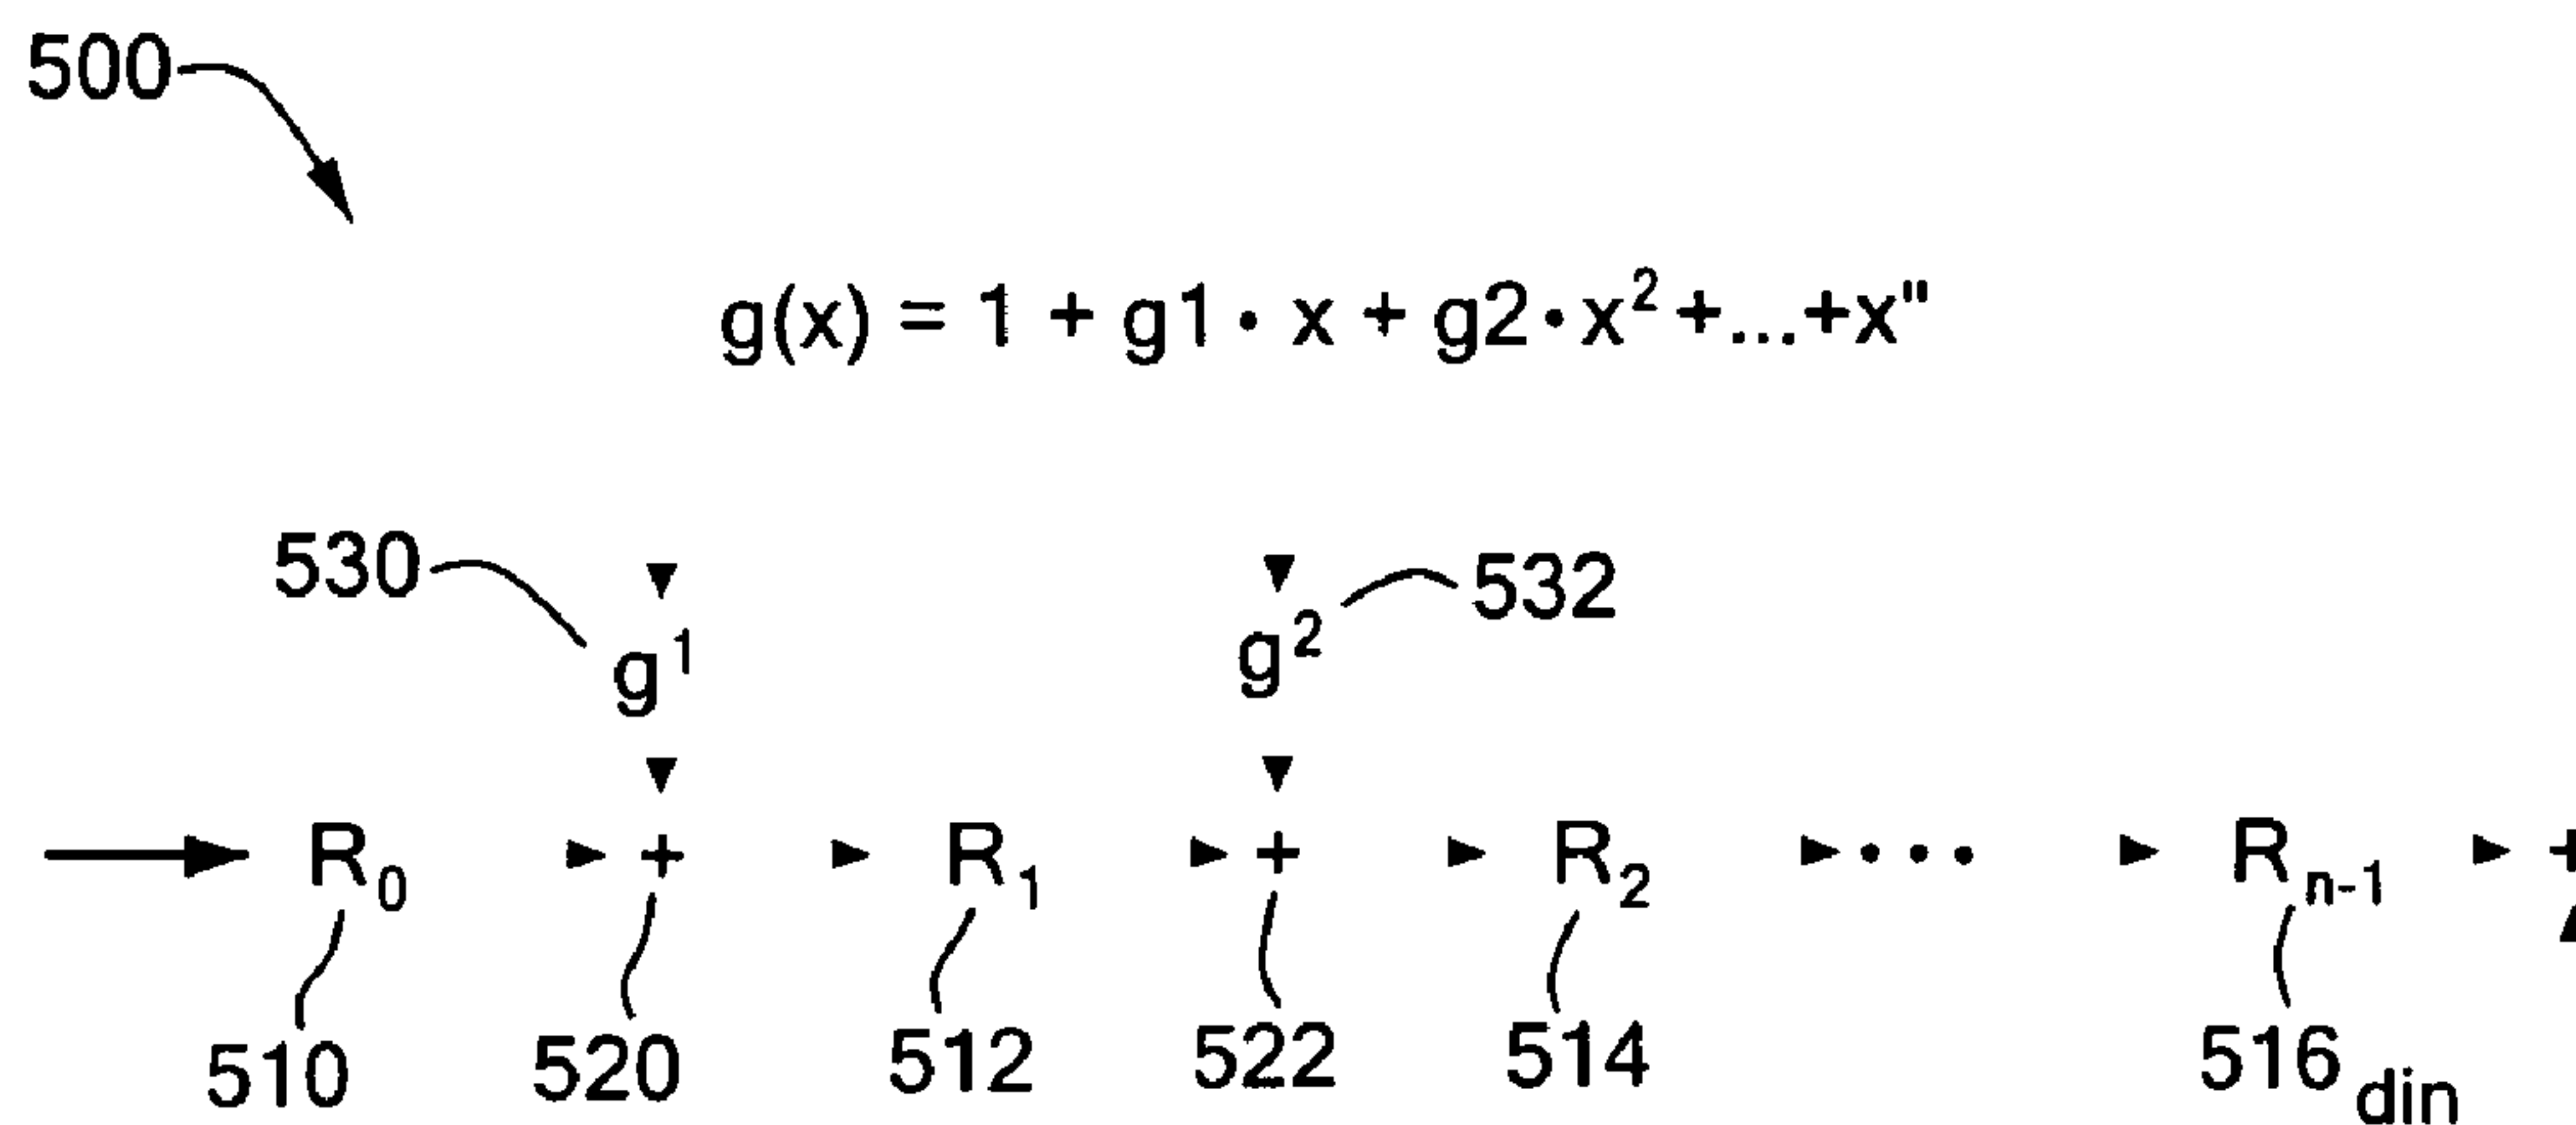 500
g(x) = 1 + g1· x + g2·x²+...+x"
530
g¹
g²
532
R₀
+
R₁
+
R₂
...
Rₙ₋₁
+
510
520
512
522
514
516
din